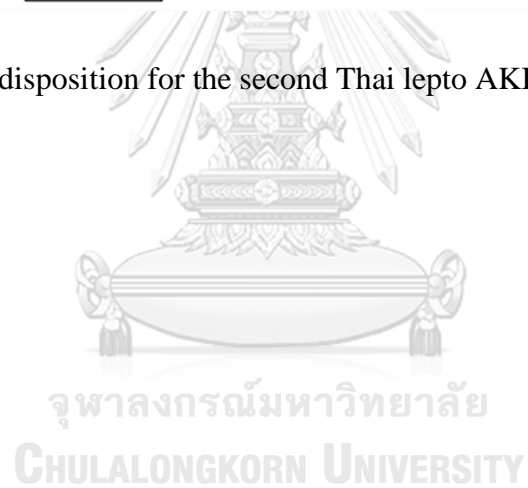 disposition for the second Thai lepto AKI
จุฬาลงกรณ์มหาวิทยาลัย
CHULALONGKORN UNIVERSITY